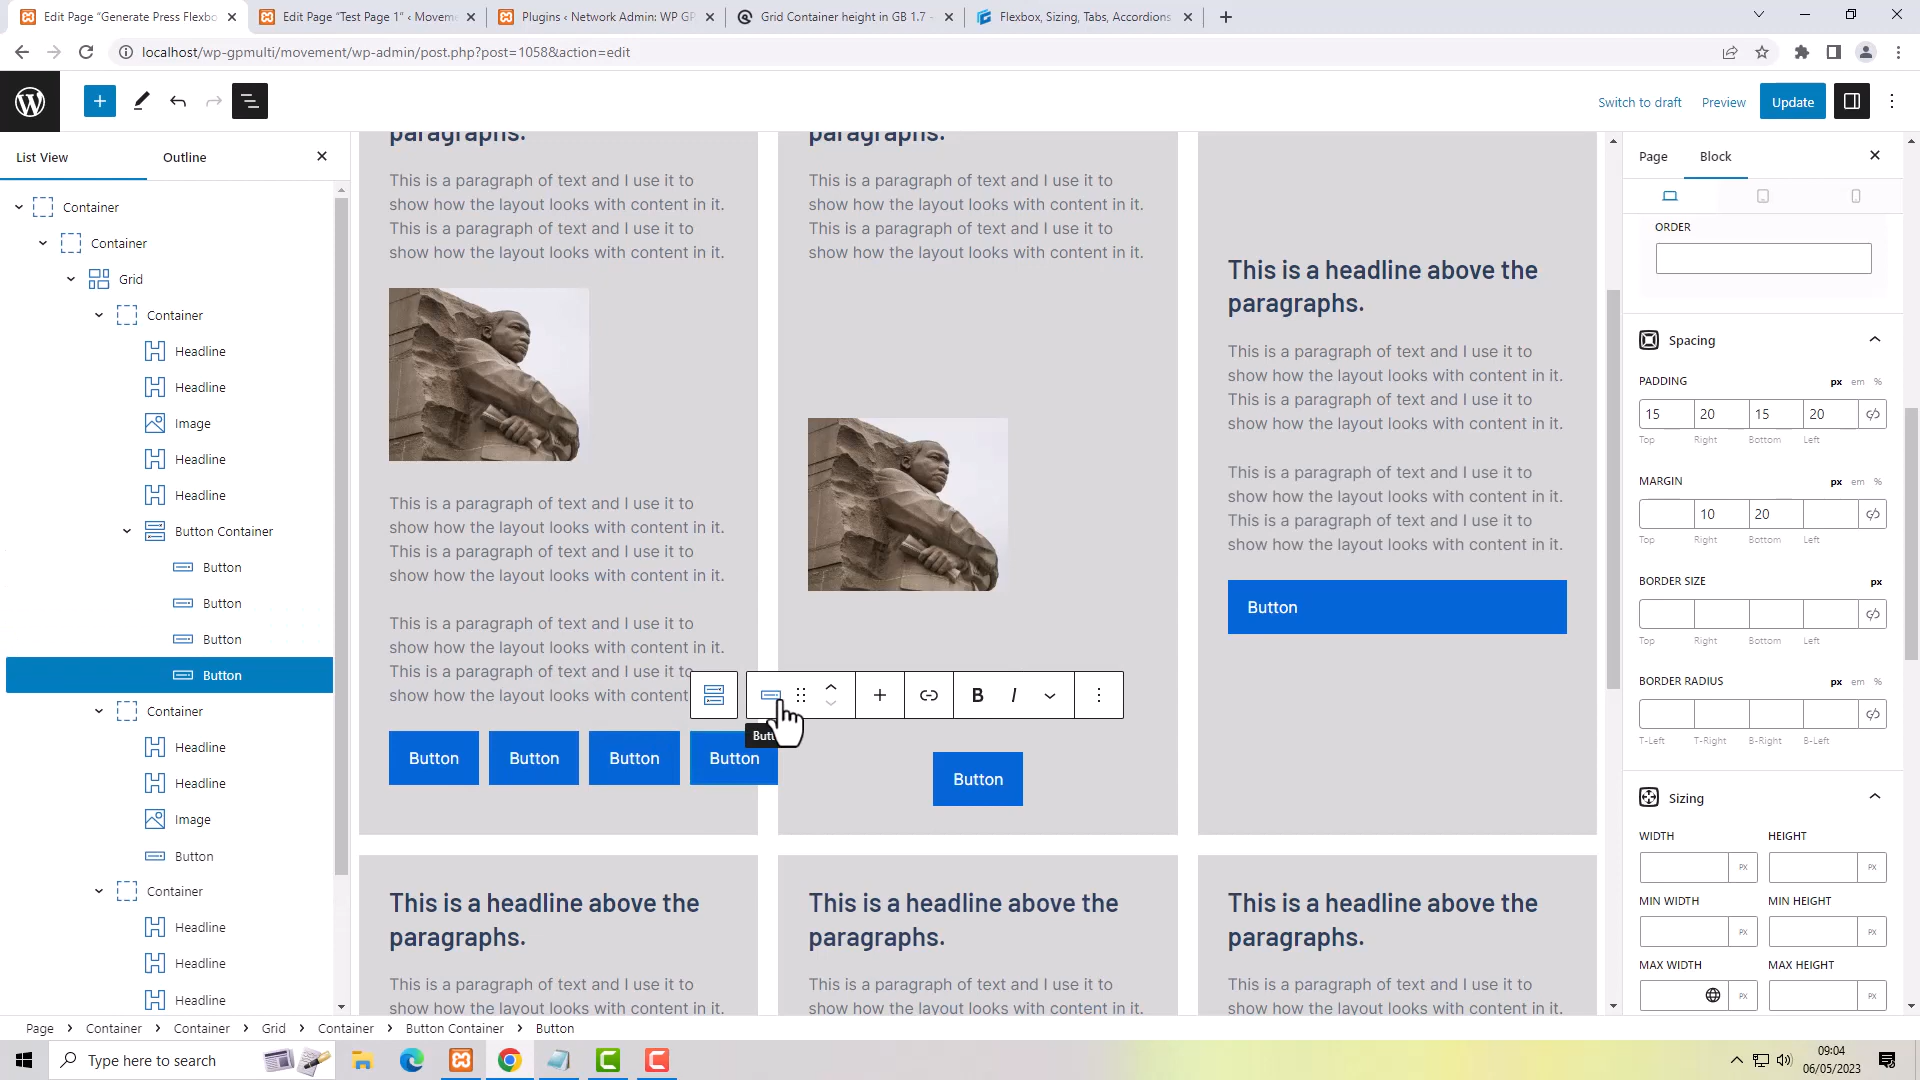 Edit Page "Generate Press Flexbo
Edit Page "Test Page 1" ‹ Moveme
Plugins ‹ Network Admin: WP GP
Grid Container height in GB 1.7 -
Flexbox, Sizing, Tabs, Accordions
localhost/wp-gpmulti/movement/wp-admin/post.php?post=1058&action=edit
Switch to draft
Preview
Update
List View
Outline
Container
Container
Grid
Container
Headline
Headline
Image
Headline
Headline
Button Container
Button
Button
Button
Button
Container
Headline
Headline
Image
Button
Container
Headline
Headline
Headline
paragraphs.
This is a paragraph of text and I use it to
show how the layout looks with content in it.
This is a paragraph of text and I use it to
show how the layout looks with content in it.
This is a paragraph of text and I use it to
show how the layout looks with content in it.
This is a paragraph of text and I use it to
show how the layout looks with content in it.
This is a paragraph of text and I use it to
show how the layout looks with content in it.
This is a paragraph of text and I use it to
show how the layout looks with content
Button
Button
Button
Button
paragraphs.
This is a paragraph of text and I use it to
show how the layout looks with content in it.
This is a paragraph of text and I use it to
show how the layout looks with content in it.
B
I
Button
This is a headline above the
paragraphs.
This is a paragraph of text and I use it to
show how the layout looks with content in it.
This is a paragraph of text and I use it to
show how the layout looks with content in it.
This is a paragraph of text and I use it to
show how the layout looks with content in it.
This is a paragraph of text and I use it to
show how the layout looks with content in it.
Button
This is a headline above the
paragraphs.
This is a paragraph of text and I use it to
show how the layout looks with content in it.
This is a headline above the
paragraphs.
This is a paragraph of text and I use it to
show how the layout looks with content in it.
This is a headline above the
paragraphs.
This is a paragraph of text and I use it to
show how the layout looks with content in it.
Page
Block
ORDER
Spacing
PADDING
px em %
15 20 15 20
Top Right Bottom Left
MARGIN
px em %
10 20
Top Right Bottom Left
BORDER SIZE
px
Top Right Bottom Left
BORDER RADIUS
px em %
T-Left T-Right B-Right B-Left
Sizing
WIDTH HEIGHT
PX PX
MIN WIDTH MIN HEIGHT
PX PX
MAX WIDTH MAX HEIGHT
PX PX
Page Container Container Grid Container Button Container Button
Type here to search
09:04
06/05/2023